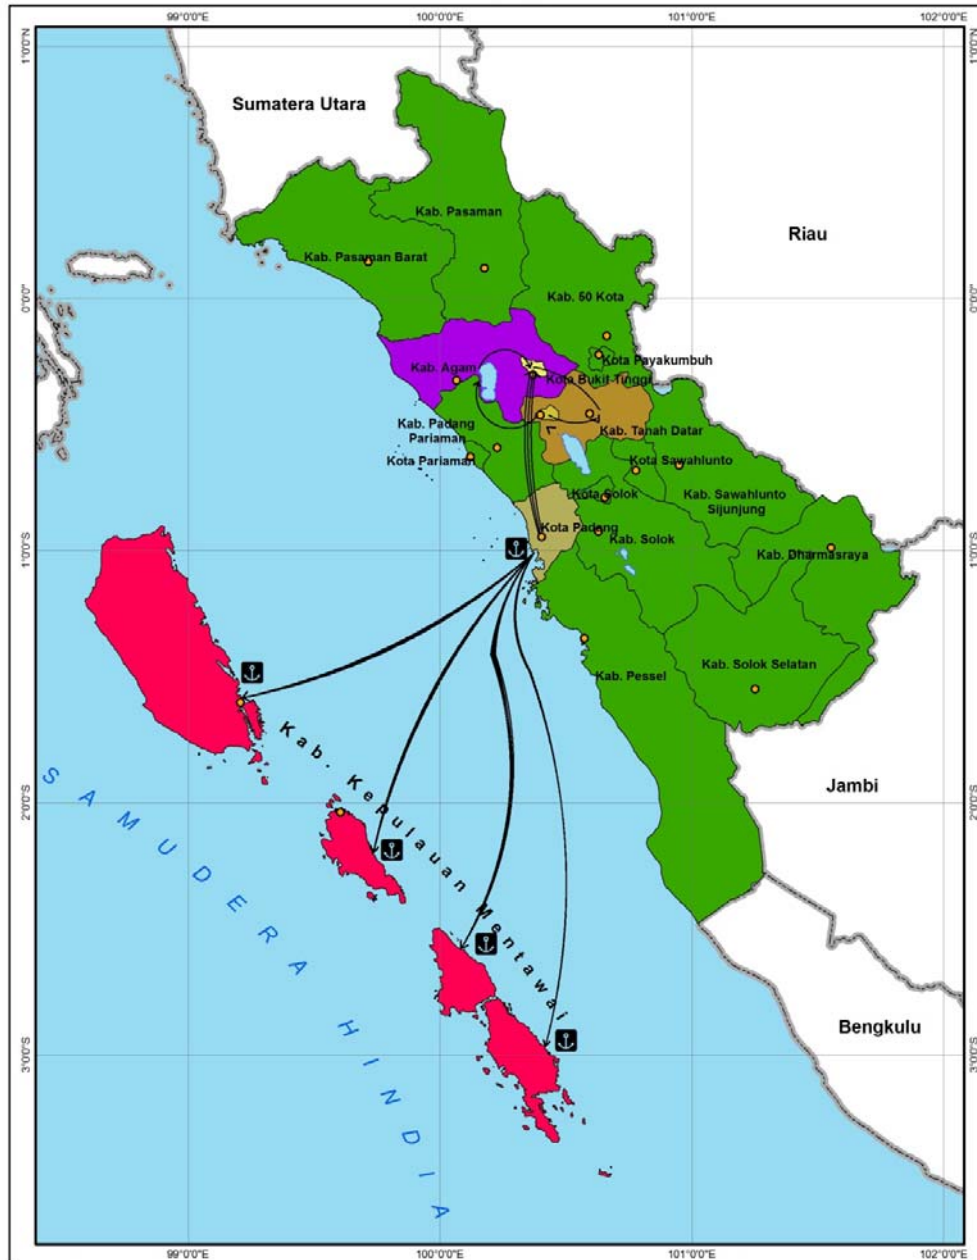 99°0'0"E
100°0'0"E
101°0'0"E
102°0'0"E
1°0'0"N
1°0'0"N
Sumatera Utara
Kab. Pasaman
Riau
Kab. Pasaman Barat
Kab. 50 Kota
0°0'0"
0°0'0"
Kota Payakumbuh
Kab. Agam
Kota Bukit Tinggi
Kab. Padang
Pariaman
Kab. Tanah Datar
Kota Pariaman
Kota Sawahlunto
Kota Solok
Kab. Sawahlunto
Sijunjung
Kota Padang
Kab. Solok
Kab. Dharmasraya
1°0'0"S
1°0'0"S
Kab. Solok Selatan
Kab. Pessel
Kab. Kepulauan Mentawai
Jambi
2°0'0"S
2°0'0"S
SAMUDERA HINDIA
Bengkulu
3°0'0"S
3°0'0"S
99°0'0"E
100°0'0"E
101°0'0"E
102°0'0"E